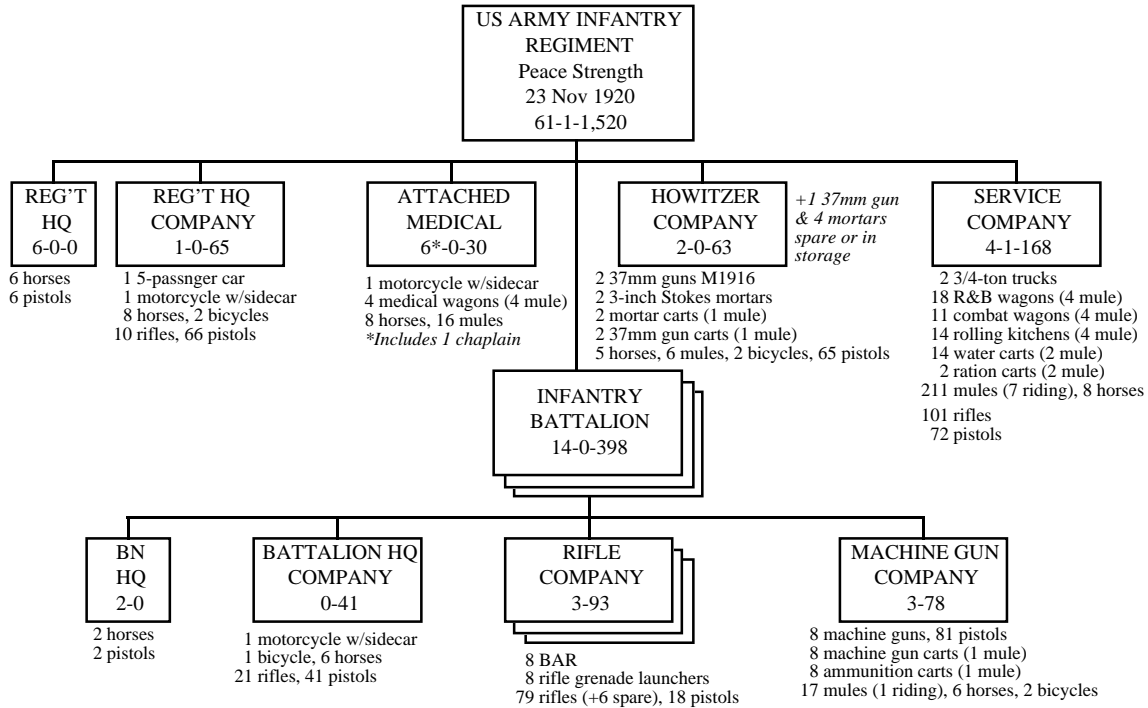 US ARMY INFANTRY
REGIMENT
Peace Strength
23 Nov 1920
61-1-1,520
REG'T
HQ
6-0-0
6 horses
6 pistols
REG'T HQ
COMPANY
1-0-65
1 5-passnger car
1 motorcycle w/sidecar
8 horses, 2 bicycles
10 rifles, 66 pistols
ATTACHED
MEDICAL
6*-0-30
1 motorcycle w/sidecar
4 medical wagons (4 mule)
8 horses, 16 mules
*Includes 1 chaplain
HOWITZER
COMPANY
2-0-63
+1 37mm gun
& 4 mortars
spare or in
storage
2 37mm guns M1916
2 3-inch Stokes mortars
2 mortar carts (1 mule)
2 37mm gun carts (1 mule)
5 horses, 6 mules, 2 bicycles, 65 pistols
SERVICE
COMPANY
4-1-168
2 3/4-ton trucks
18 R&B wagons (4 mule)
11 combat wagons (4 mule)
14 rolling kitchens (4 mule)
14 water carts (2 mule)
2 ration carts (2 mule)
211 mules (7 riding), 8 horses
101 rifles
72 pistols
INFANTRY
BATTALION
14-0-398
BN
HQ
2-0
2 horses
2 pistols
BATTALION HQ
COMPANY
0-41
1 motorcycle w/sidecar
1 bicycle, 6 horses
21 rifles, 41 pistols
RIFLE
COMPANY
3-93
8 BAR
8 rifle grenade launchers
79 rifles (+6 spare), 18 pistols
MACHINE GUN
COMPANY
3-78
8 machine guns, 81 pistols
8 machine gun carts (1 mule)
8 ammunition carts (1 mule)
17 mules (1 riding), 6 horses, 2 bicycles